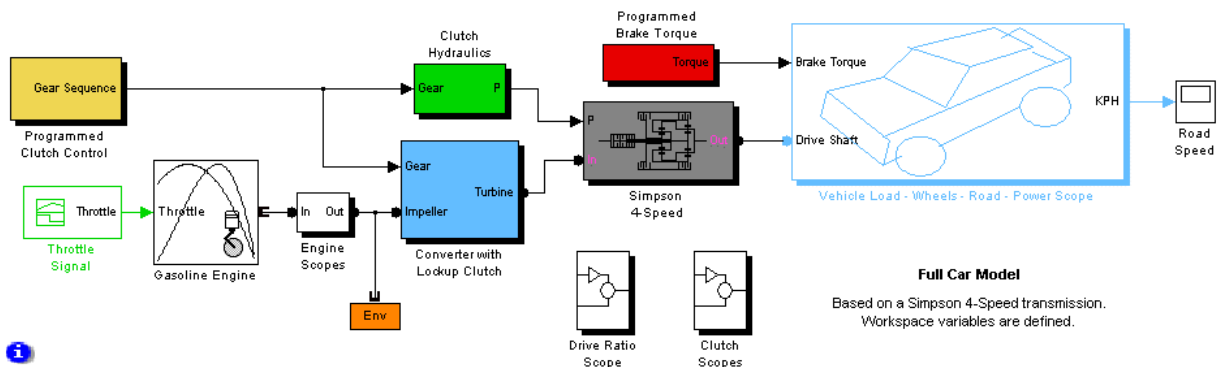 Programmed
Brake Torque
Clutch
Hydraulics
Torque
Brake Torque
Gear Sequence
Gear
P
KPH
Programmed
Clutch Control
P
Drive Shaft
Road
Speed
Gear
Turbine
Simpson
4-Speed
Vehicle Load - Wheels - Road - Power Scope
Throttle
Throttle
In
Out
Impeller
Throttle
Signal
Gasoline Engine
Engine
Scopes
Converter with
Lookup Clutch
Env
Full Car Model
Based on a Simpson 4-Speed transmission.
Workspace variables are defined.
Drive Ratio
Scope
Clutch
Scopes
i